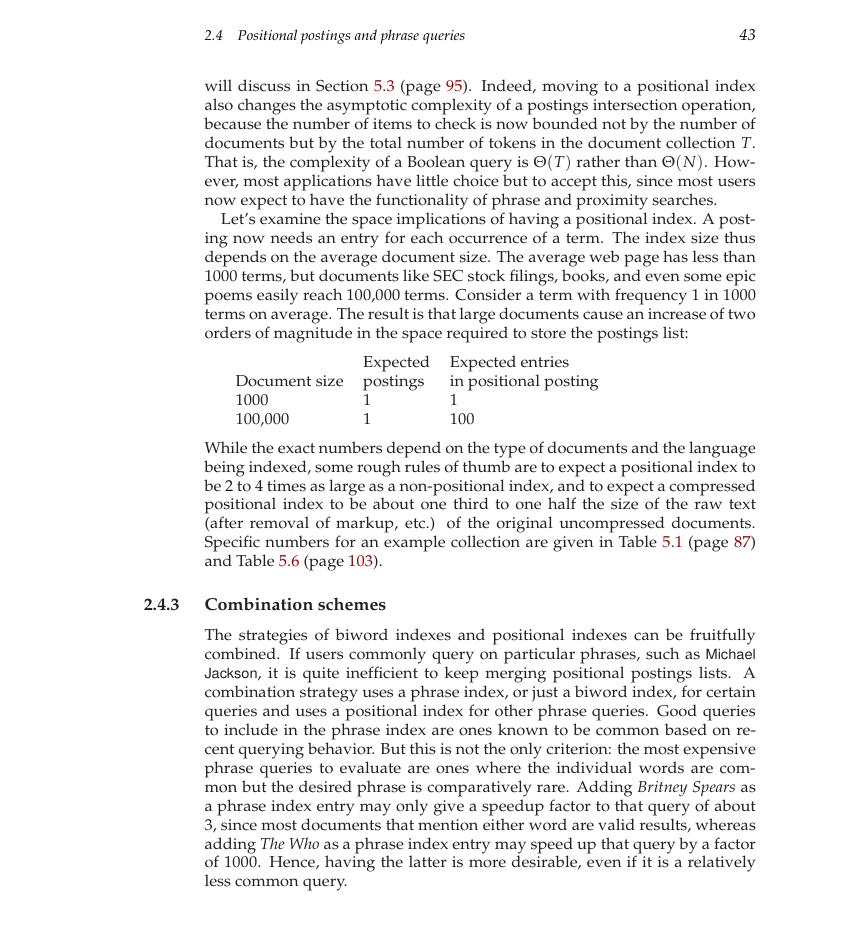 2.4 Positional postings and phrase queries 43
will discuss in Section 5.3 (page 95). Indeed, moving to a positional index
also changes the asymptotic complexity of a postings intersection operation,
because the number of items to check is now bounded not by the number of
documents but by the total number of tokens in the document collection T.
That is, the complexity of a Boolean query is Θ(T) rather than Θ(N). How-
ever, most applications have little choice but to accept this, since most users
now expect to have the functionality of phrase and proximity searches.
Let's examine the space implications of having a positional index. A post-
ing now needs an entry for each occurrence of a term. The index size thus
depends on the average document size. The average web page has less than
1000 terms, but documents like SEC stock filings, books, and even some epic
poems easily reach 100,000 terms. Consider a term with frequency 1 in 1000
terms on average. The result is that large documents cause an increase of two
orders of magnitude in the space required to store the postings list:
Expected Expected entries
Document size postings in positional posting
1000 1 1
100,000 1 100
While the exact numbers depend on the type of documents and the language
being indexed, some rough rules of thumb are to expect a positional index to
be 2 to 4 times as large as a non-positional index, and to expect a compressed
positional index to be about one third to one half the size of the raw text
(after removal of markup, etc.) of the original uncompressed documents.
Specific numbers for an example collection are given in Table 5.1 (page 87)
and Table 5.6 (page 103).
2.4.3 Combination schemes
The strategies of biword indexes and positional indexes can be fruitfully
combined. If users commonly query on particular phrases, such as Michael
Jackson, it is quite inefficient to keep merging positional postings lists. A
combination strategy uses a phrase index, or just a biword index, for certain
queries and uses a positional index for other phrase queries. Good queries
to include in the phrase index are ones known to be common based on re-
cent querying behavior. But this is not the only criterion: the most expensive
phrase queries to evaluate are ones where the individual words are com-
mon but the desired phrase is comparatively rare. Adding Britney Spears as
a phrase index entry may only give a speedup factor to that query of about
3, since most documents that mention either word are valid results, whereas
adding The Who as a phrase index entry may speed up that query by a factor
of 1000. Hence, having the latter is more desirable, even if it is a relatively
less common query.